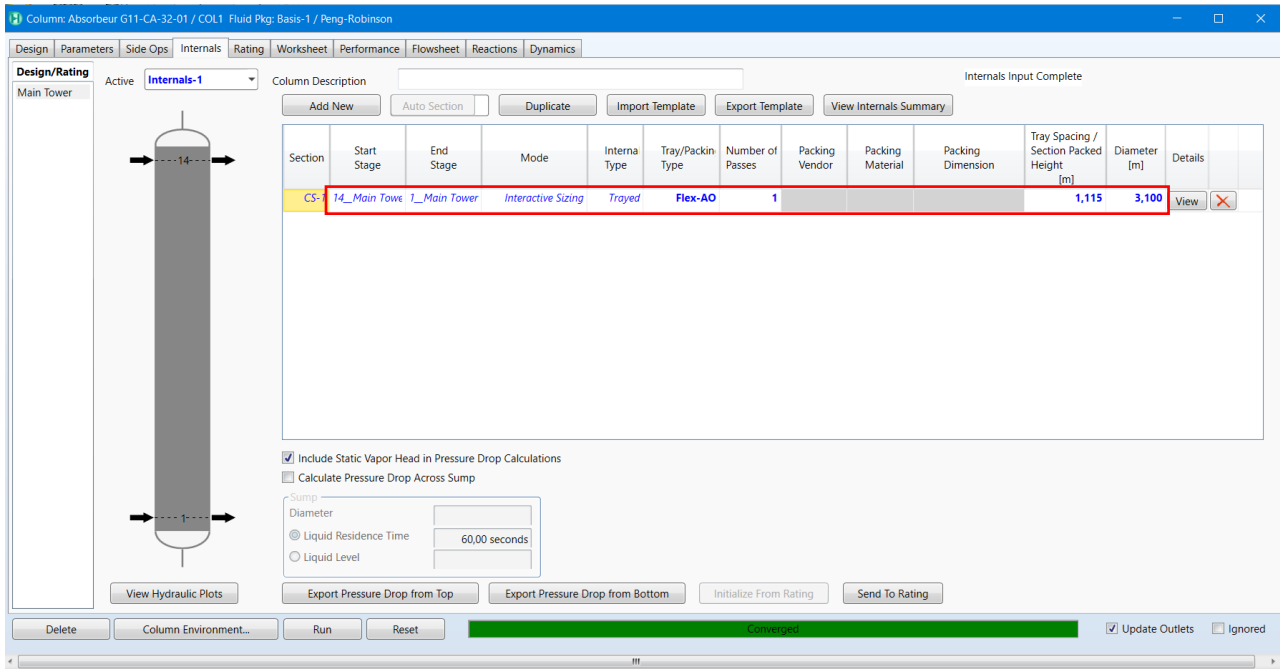 Column: Absorbeur G11-CA-32-01 / COL1 Fluid Pkg: Basis-1 / Peng-Robinson
Design Parameters Side Ops Internals Rating Worksheet Performance Flowsheet Reactions Dynamics
Design/Rating
Main Tower
Active Internals-1 Column Description Internals Input Complete
Add New Auto Section Duplicate Import Template Export Template View Internals Summary
Section Start Stage End Stage Mode Interna Type Tray/Packin Type Number of Passes Packing Vendor Packing Material Packing Dimension Tray Spacing / Section Packed Height [m] Diameter [m] Details
CS-1 14_Main Towe 1_Main Tower Interactive Sizing Trayed Flex-AO 1 1,115 3,100 View
14
1
Include Static Vapor Head in Pressure Drop Calculations
Calculate Pressure Drop Across Sump
Sump
Diameter
Liquid Residence Time 60,00 seconds
Liquid Level
View Hydraulic Plots Export Pressure Drop from Top Export Pressure Drop from Bottom Initialize From Rating Send To Rating
Delete Column Environment... Run Reset Converged Update Outlets Ignored